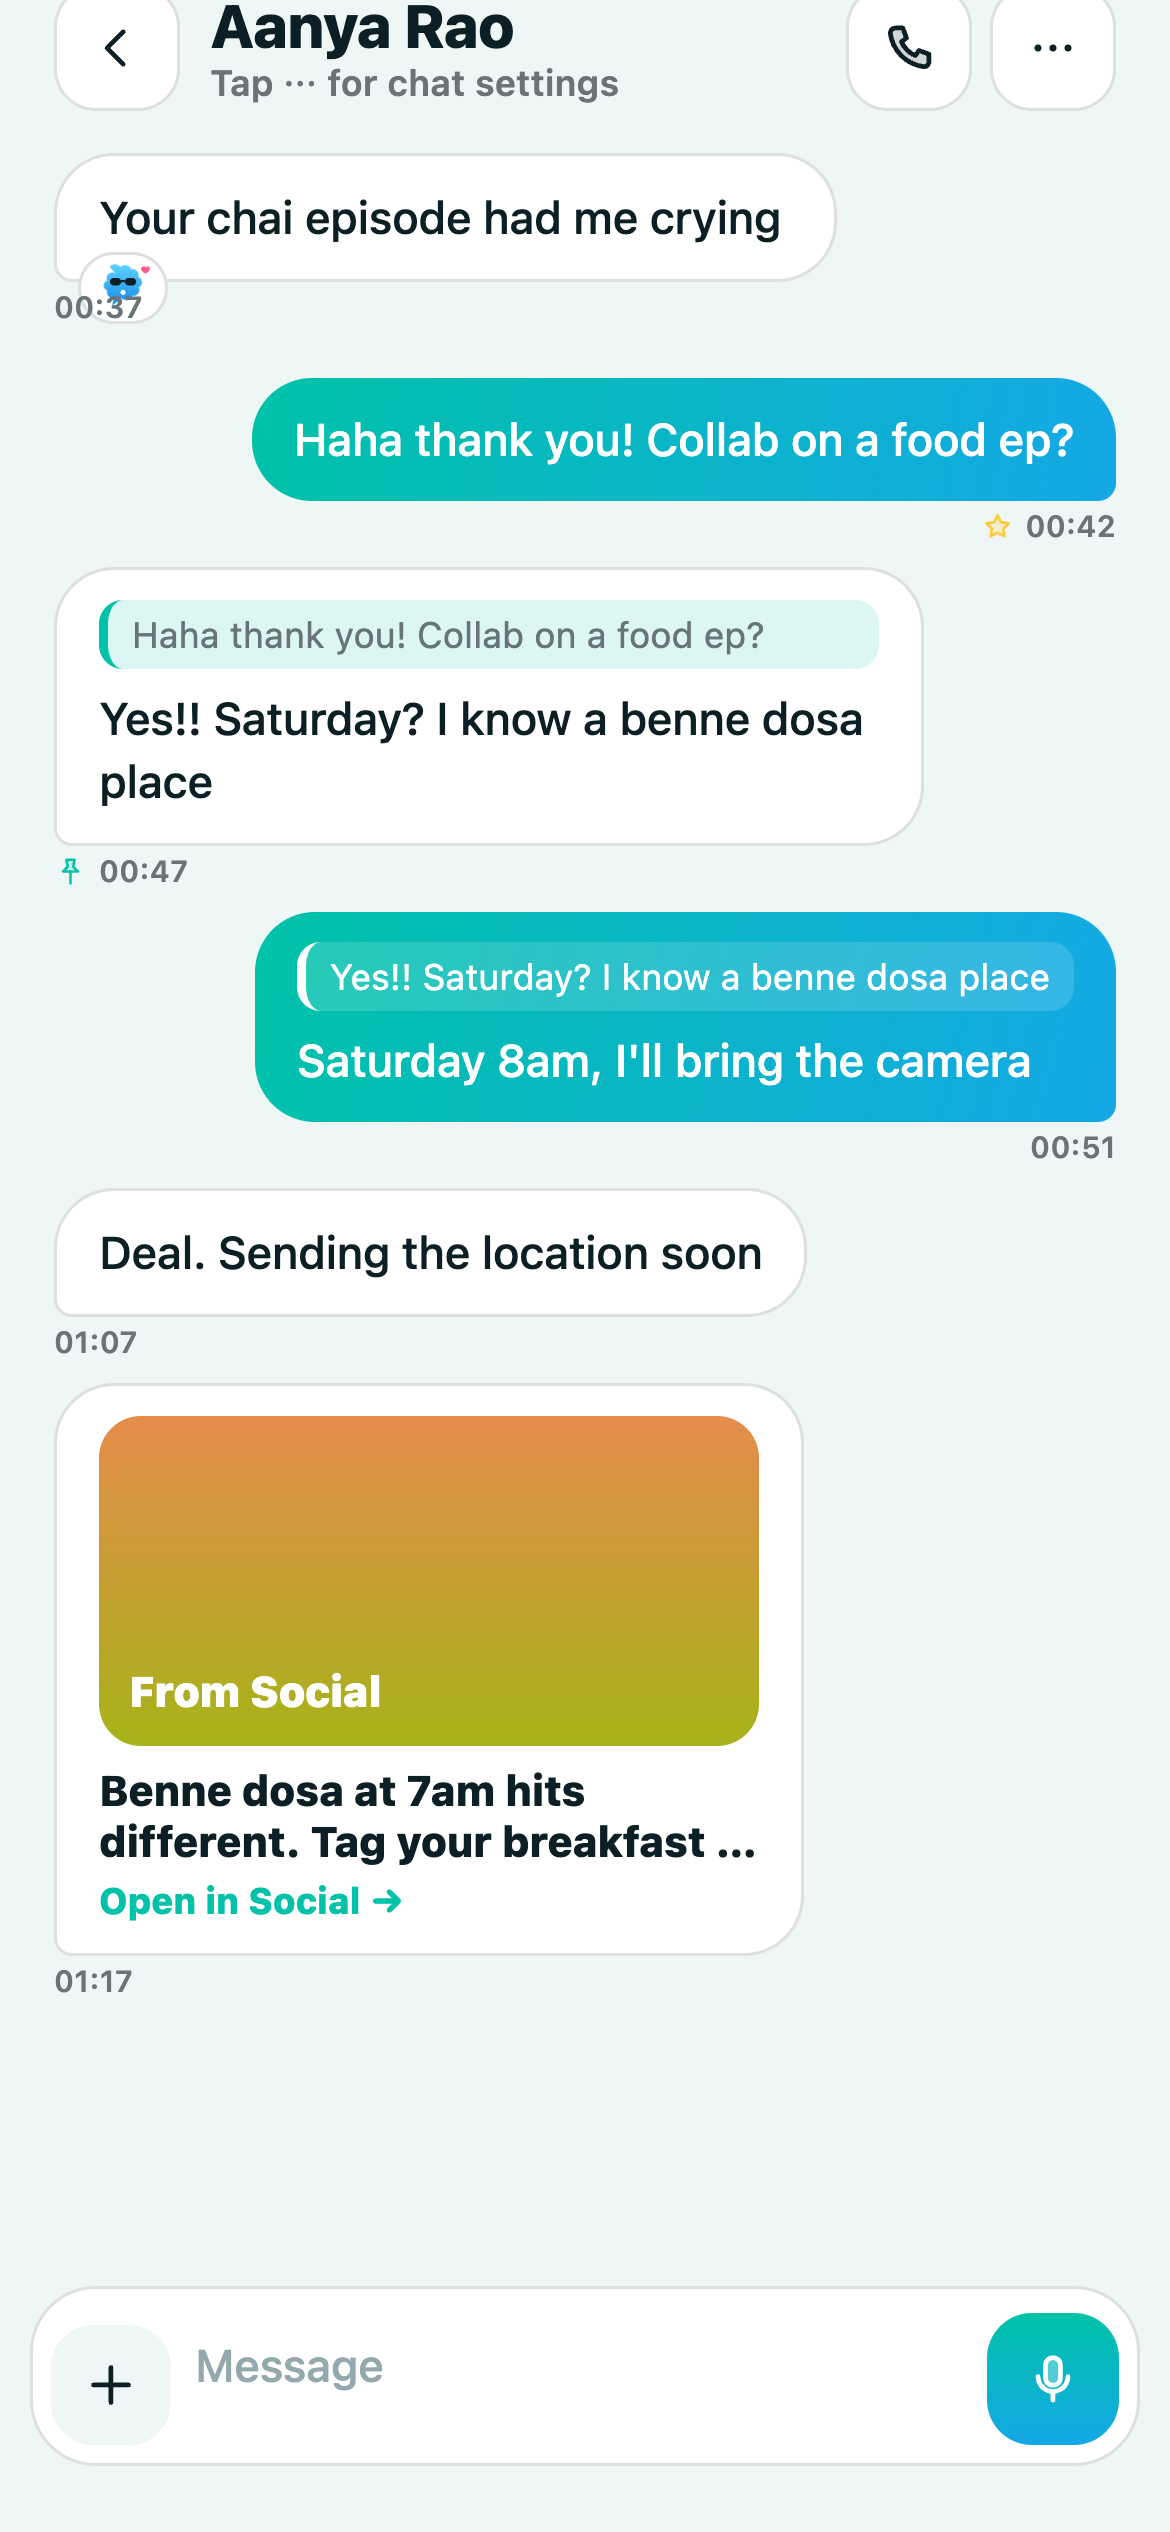 Aanya Rao
Tap ··· for chat settings
Your chai episode had me crying
00:37
Haha thank you! Collab on a food ep?
00:42
Haha thank you! Collab on a food ep?
Yes!! Saturday? I know a benne dosa
place
00:47
Yes!! Saturday? I know a benne dosa place
Saturday 8am, I'll bring the camera
00:51
Deal. Sending the location soon
01:07
From Social
Benne dosa at 7am hits
different. Tag your breakfast ...
Open in Social →
01:17
Message